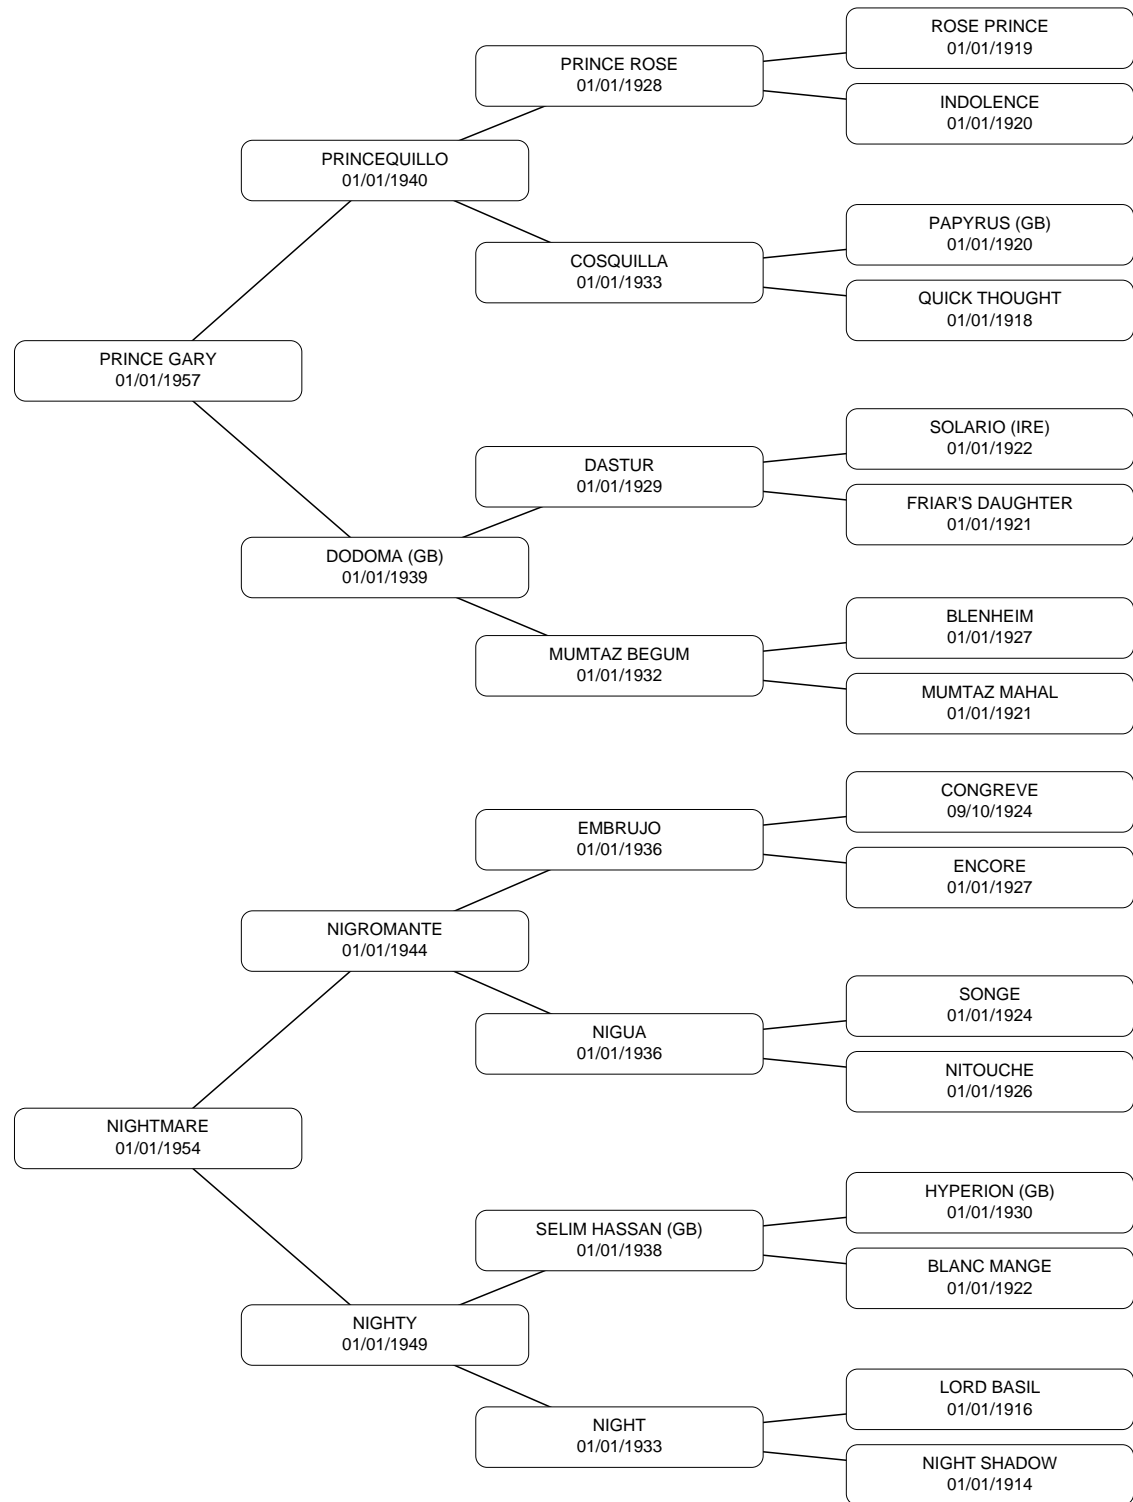 ROSE PRINCE
01/01/1919
PRINCE ROSE
01/01/1928
INDOLENCE
01/01/1920
PRINCEQUILLO
01/01/1940
PAPYRUS (GB)
01/01/1920
COSQUILLA
01/01/1933
QUICK THOUGHT
01/01/1918
PRINCE GARY
01/01/1957
SOLARIO (IRE)
01/01/1922
DASTUR
01/01/1929
FRIAR'S DAUGHTER
01/01/1921
DODOMA (GB)
01/01/1939
BLENHEIM
01/01/1927
MUMTAZ BEGUM
01/01/1932
MUMTAZ MAHAL
01/01/1921
CONGREVE
09/10/1924
EMBRUJO
01/01/1936
ENCORE
01/01/1927
NIGROMANTE
01/01/1944
SONGE
01/01/1924
NIGUA
01/01/1936
NITOUCHE
01/01/1926
NIGHTMARE
01/01/1954
HYPERION (GB)
01/01/1930
SELIM HASSAN (GB)
01/01/1938
BLANC MANGE
01/01/1922
NIGHTY
01/01/1949
LORD BASIL
01/01/1916
NIGHT
01/01/1933
NIGHT SHADOW
01/01/1914